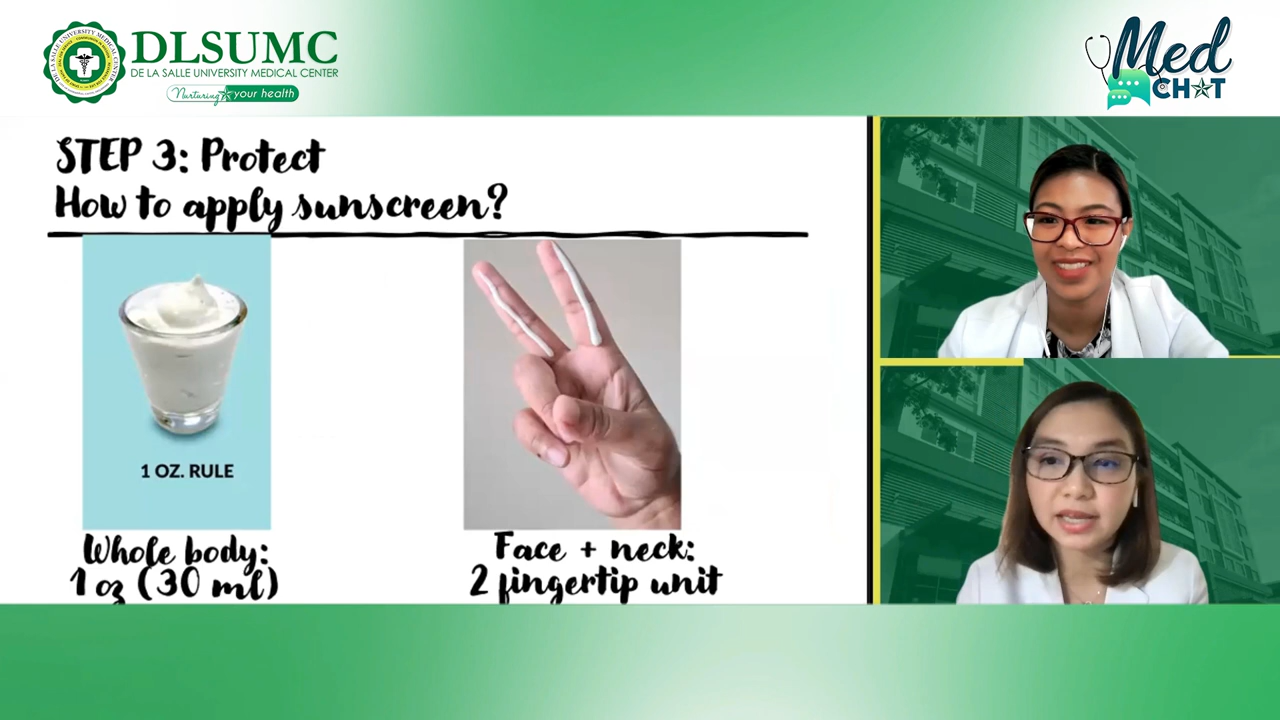 DLSUMC
DE LA SALLE UNIVERSITY MEDICAL CENTER
Nurturing your health
Med
CHAT
STEP 3: Protect
How to apply sunscreen?
1 OZ. RULE
Whole body:
1 oz (30 ml)
Face + neck:
2 fingertip unit